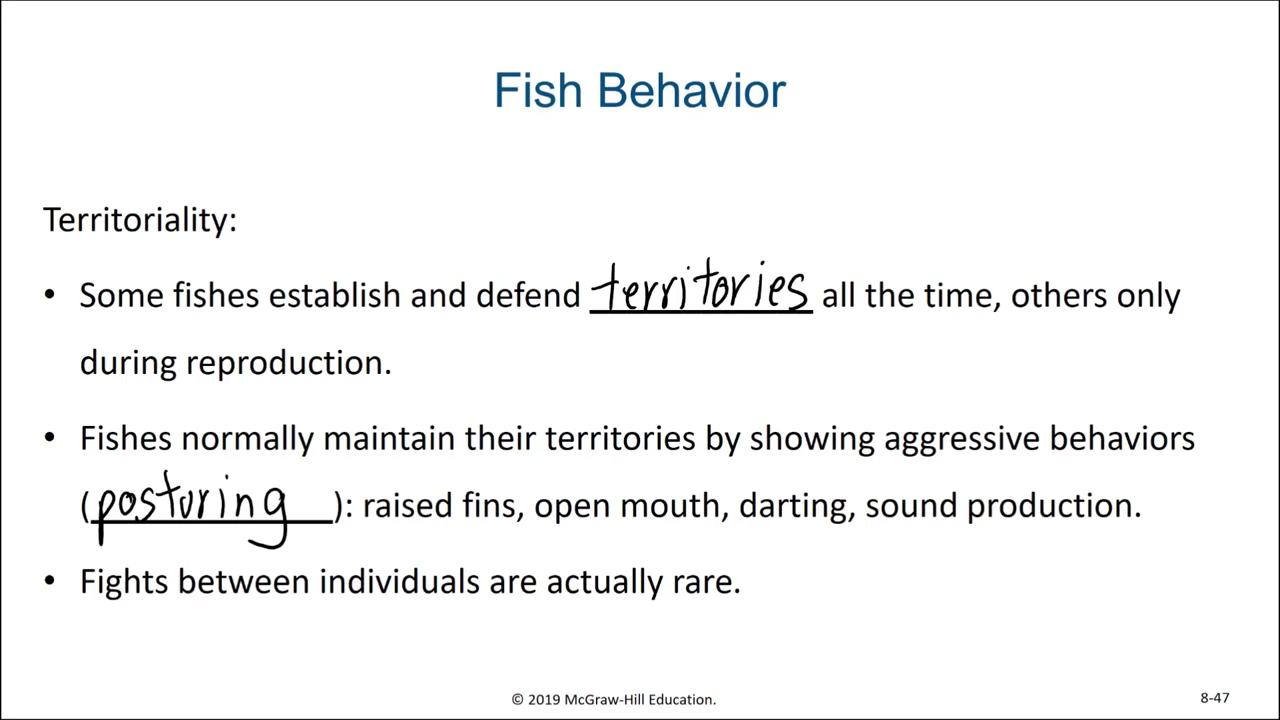 Fish Behavior
Territoriality:
• Some fishes establish and defend territories all the time, others only
during reproduction.
• Fishes normally maintain their territories by showing aggressive behaviors
(posturing): raised fins, open mouth, darting, sound production.
• Fights between individuals are actually rare.
© 2019 McGraw-Hill Education.
8-47